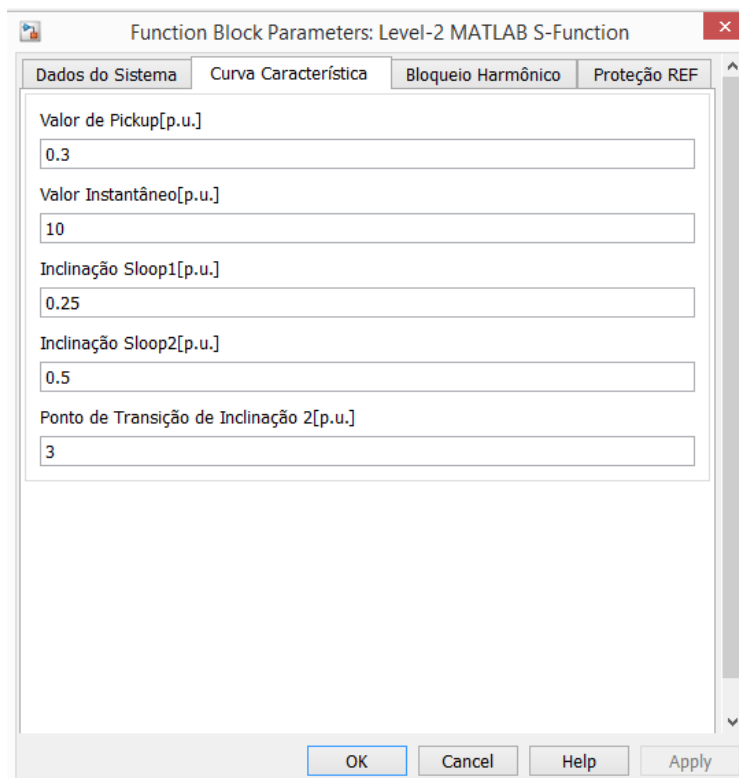 Function Block Parameters: Level-2 MATLAB S-Function
Dados do Sistema
Curva Característica
Bloqueio Harmônico
Proteção REF
Valor de Pickup[p.u.]
0.3
Valor Instantâneo[p.u.]
10
Inclinação Sloop1[p.u.]
0.25
Inclinação Sloop2[p.u.]
0.5
Ponto de Transição de Inclinação 2[p.u.]
3
OK
Cancel
Help
Apply